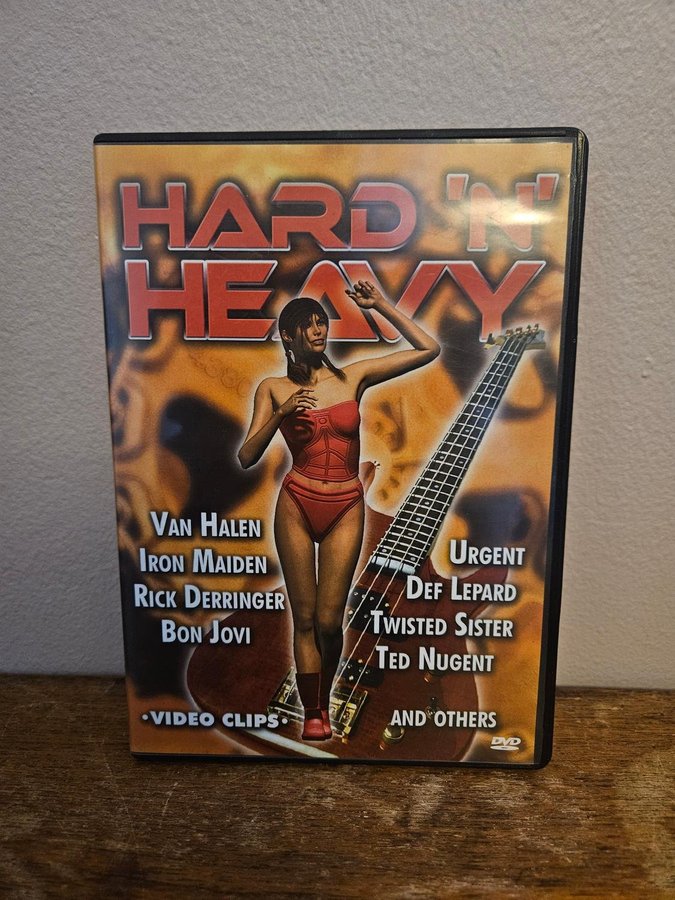 HARD 'N'
HEAVY
VAN HALEN
IRON MAIDEN
RICK DERRINGER
BON JOVI
URGENT
DEF LEPARD
TWISTED SISTER
TED NUGENT
·VIDEO CLIPS·
AND OTHERS
DVD